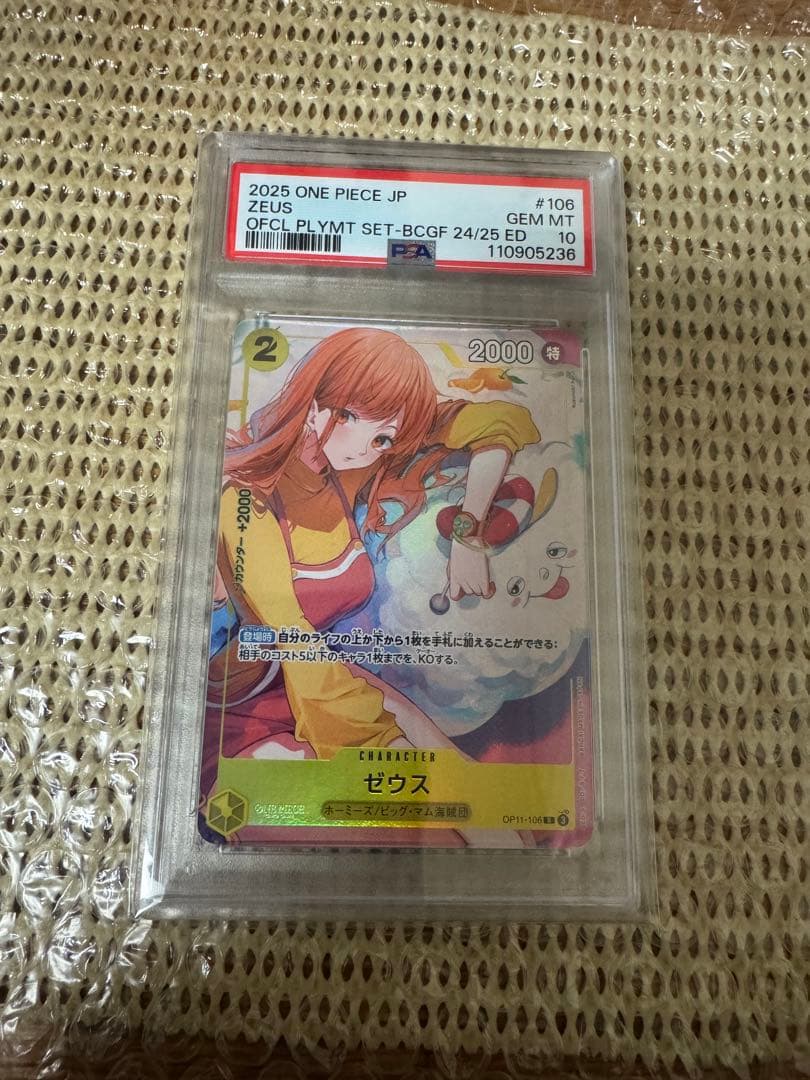 2025 ONE PIECE JP #106
ZEUS GEM MT
OFCL PLYMT SET-BCGF 24/25 ED 10
PSA 110905236
2 2000 特
カウンター +2000
登場時 自分のライフの上か下から1枚を手札に加えることができる:
相手のコスト5以下のキャラ1枚までを、KOする。
CHARACTER
ゼウス
ONE PIECE
ホーミーズ/ビッグ・マム海賊団
OP11-106 R 3